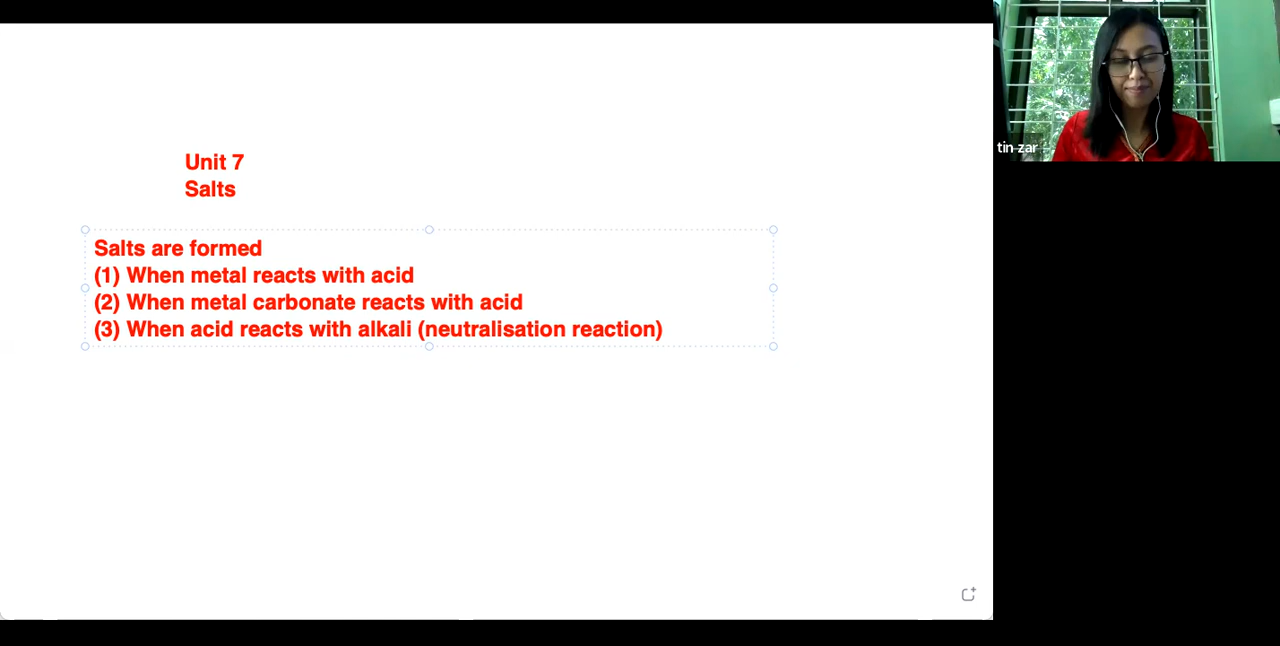 Unit 7
Salts
Salts are formed
(1) When metal reacts with acid
(2) When metal carbonate reacts with acid
(3) When acid reacts with alkali (neutralisation reaction)
tin zar